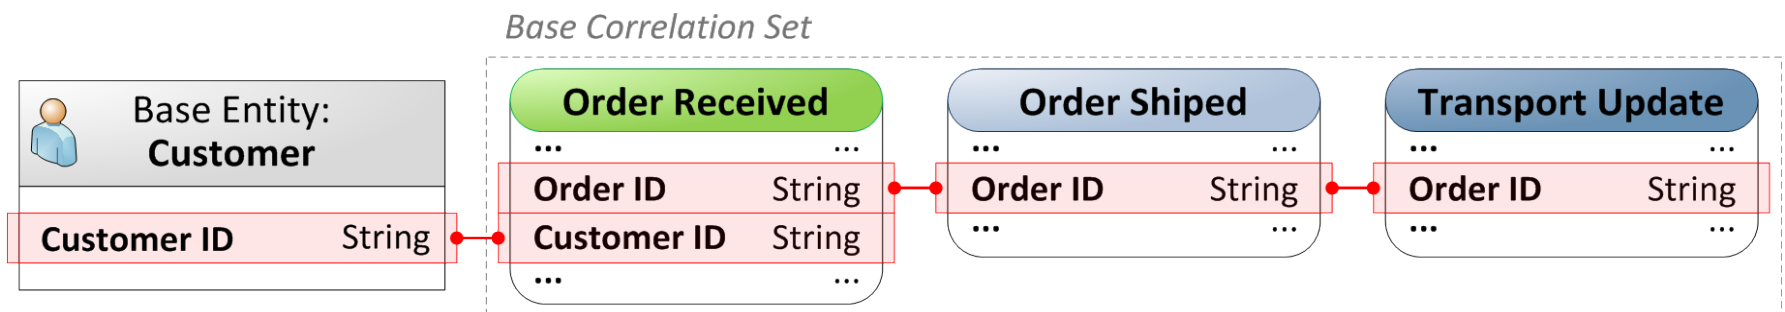 Base Correlation Set
Base Entity:
Customer
Customer ID String
Order Received
... ...
Order ID String
Customer ID String
... ...
Order Shiped
... ...
Order ID String
... ...
Transport Update
... ...
Order ID String
... ...